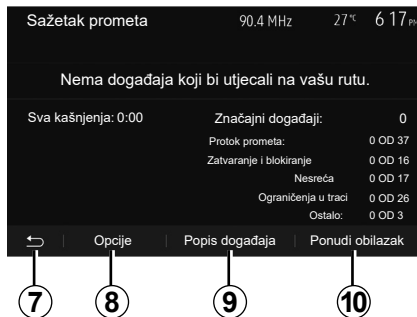 Sažetak prometa 90.4 MHz 27°C 6 17 PM
Nema događaja koji bi utjecali na vašu rutu.
Sva kašnjenja: 0:00 Značajni događaji: 0
Protok prometa: 0 OD 37
Zatvaranje i blokiranje 0 OD 16
Nesreća 0 OD 17
Ograničenja u traci 0 OD 26
Ostalo: 0 OD 3
Opcije Popis događaja Ponudi obilazak
7 8 9 10